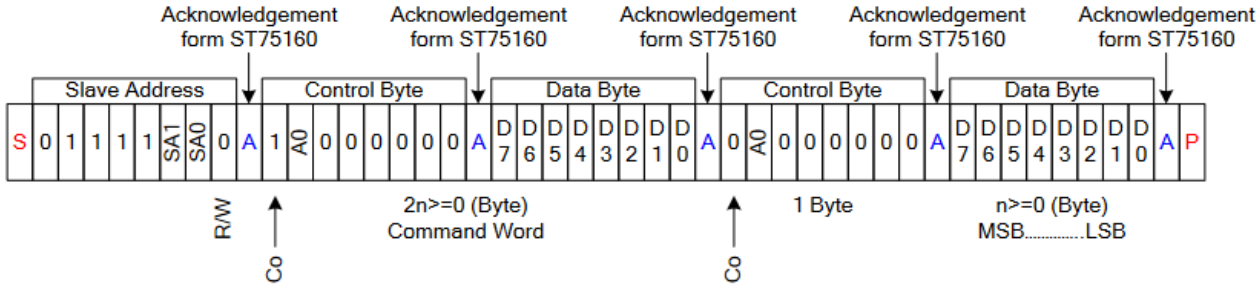 Acknowledgement Acknowledgement Acknowledgement Acknowledgement Acknowledgement
form ST75160 form ST75160 form ST75160 form ST75160 form ST75160
Slave Address Control Byte Data Byte Control Byte Data Byte
S 0 1 1 1 1 SA1 SA0 0 A 1 A0 0 0 0 0 0 0 A D7 D6 D5 D4 D3 D2 D1 D0 A 0 A0 0 0 0 0 0 0 A D7 D6 D5 D4 D3 D2 D1 D0 A P
R/W 2n>=0 (Byte) 1 Byte n>=0 (Byte)
Command Word MSB..............LSB
Co Co